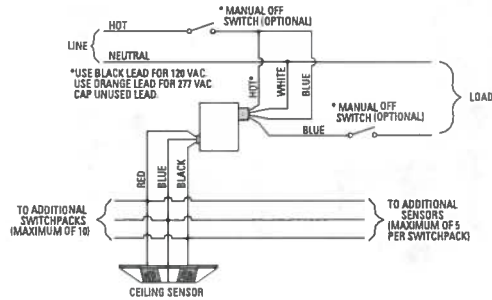 * MANUAL OFF
SWITCH (OPTIONAL)
HOT
LINE
NEUTRAL
*USE BLACK LEAD FOR 120 VAC.
USE ORANGE LEAD FOR 277 VAC
CAP UNUSED LEAD.
HOT*
WHITE
BLUE
LOAD
* MANUAL OFF
SWITCH (OPTIONAL)
BLUE
RED
BLUE
BLACK
TO ADDITIONAL
SWITCHPACKS
(MAXIMUM OF 10)
TO ADDITIONAL
SENSORS
(MAXIMUM OF 5
PER SWITCHPACK)
CEILING SENSOR